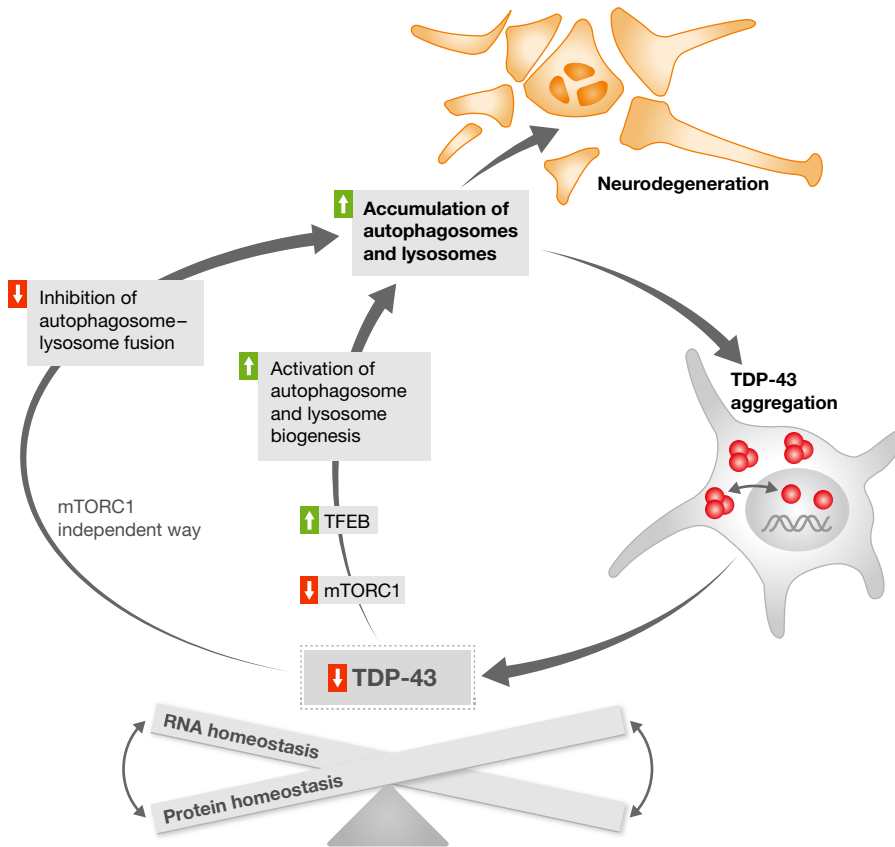 Neurodegeneration
Accumulation of
autophagosomes
and lysosomes
Inhibition of
autophagosome–
lysosome fusion
Activation of
autophagosome
and lysosome
biogenesis
TDP-43
aggregation
mTORC1
independent way
TFEB
mTORC1
TDP-43
RNA homeostasis
Protein homeostasis